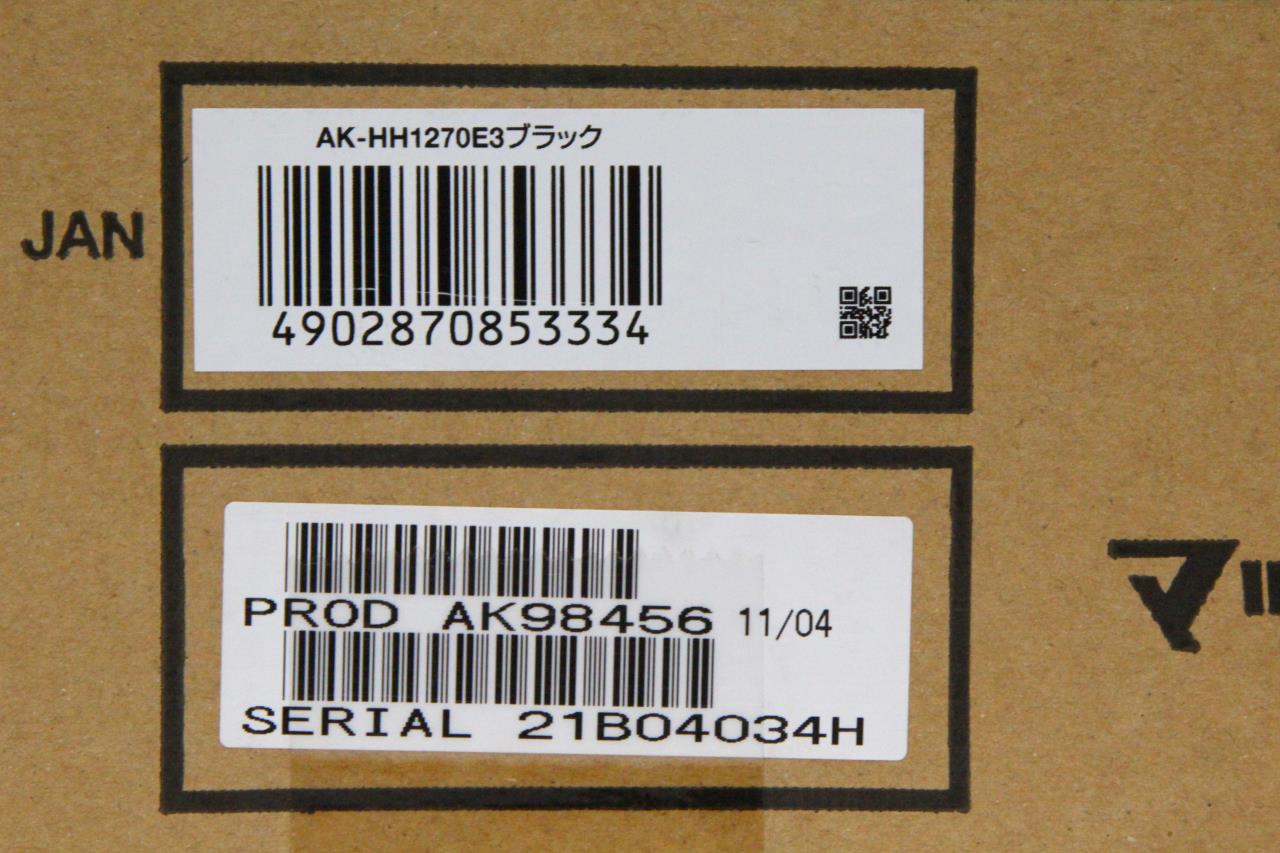 AK-HH1270E3ブラック
JAN
4902870853334
PROD AK98456 11/04
SERIAL 21B04034H
マ